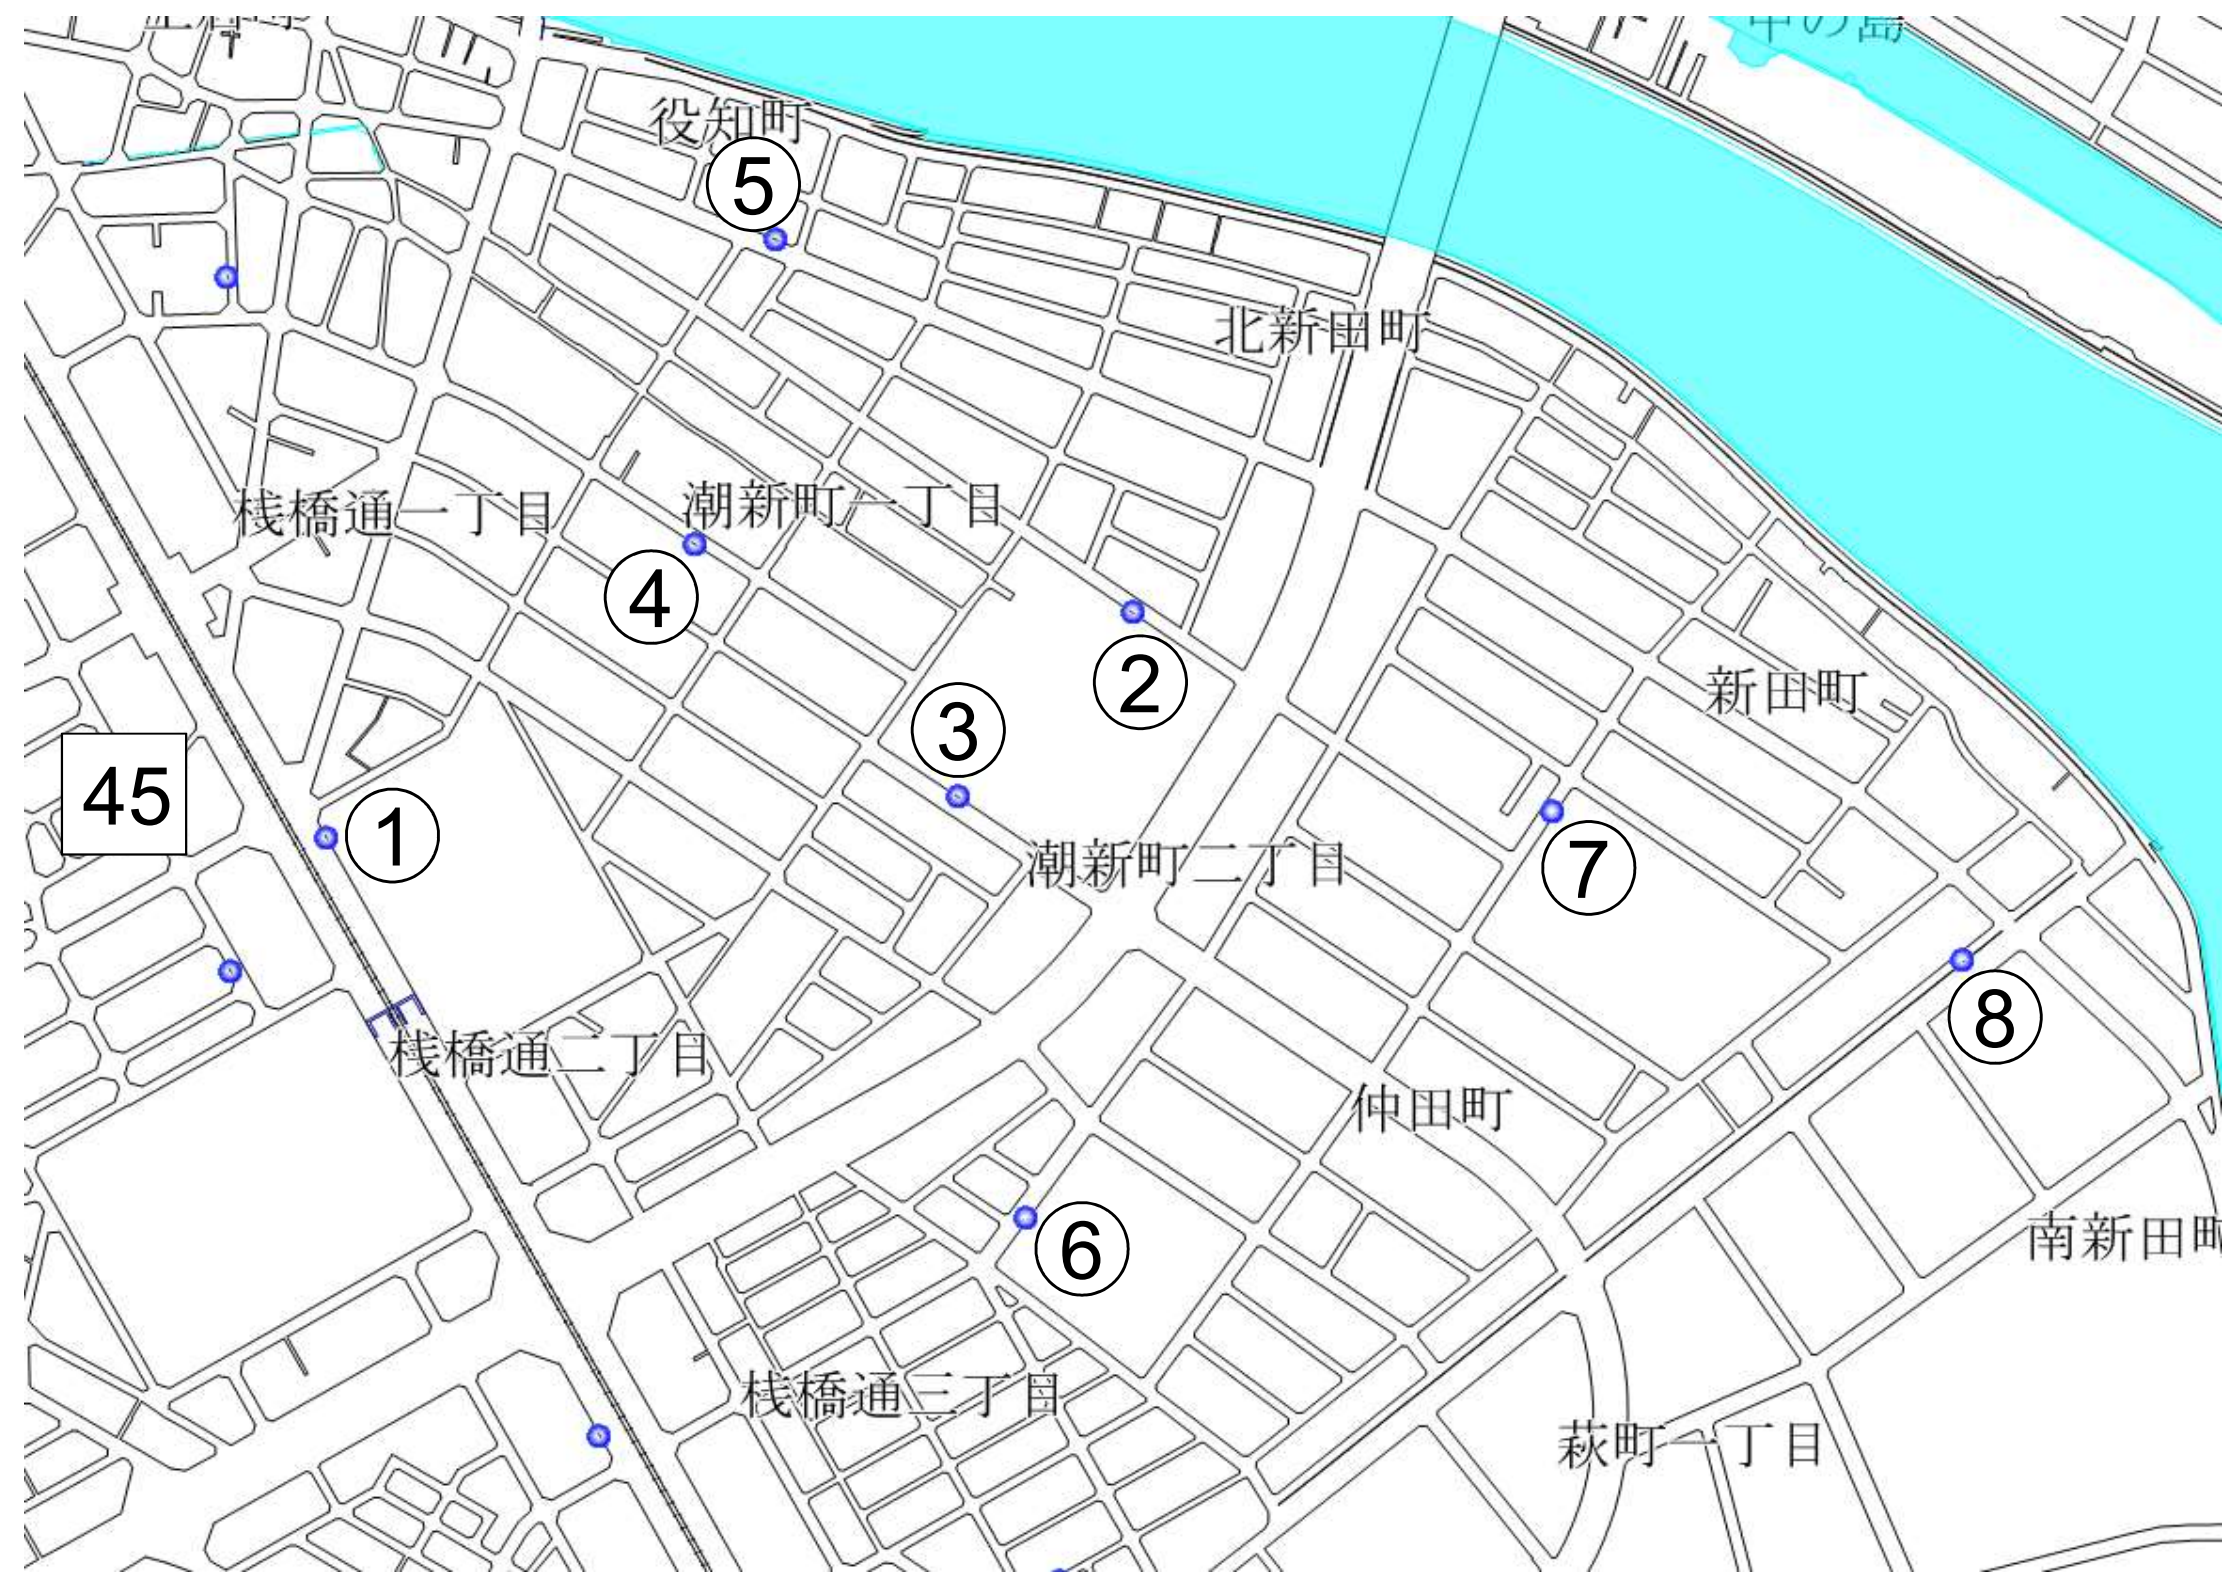 中の島
役知町
⑤
北新田町
桟橋通一丁目
潮新町一丁目
④
②
新田町
③
45
①
潮新町二丁目
⑦
⑧
桟橋通二丁目
仲田町
⑥
南新田町
桟橋通三丁目
萩町一丁目